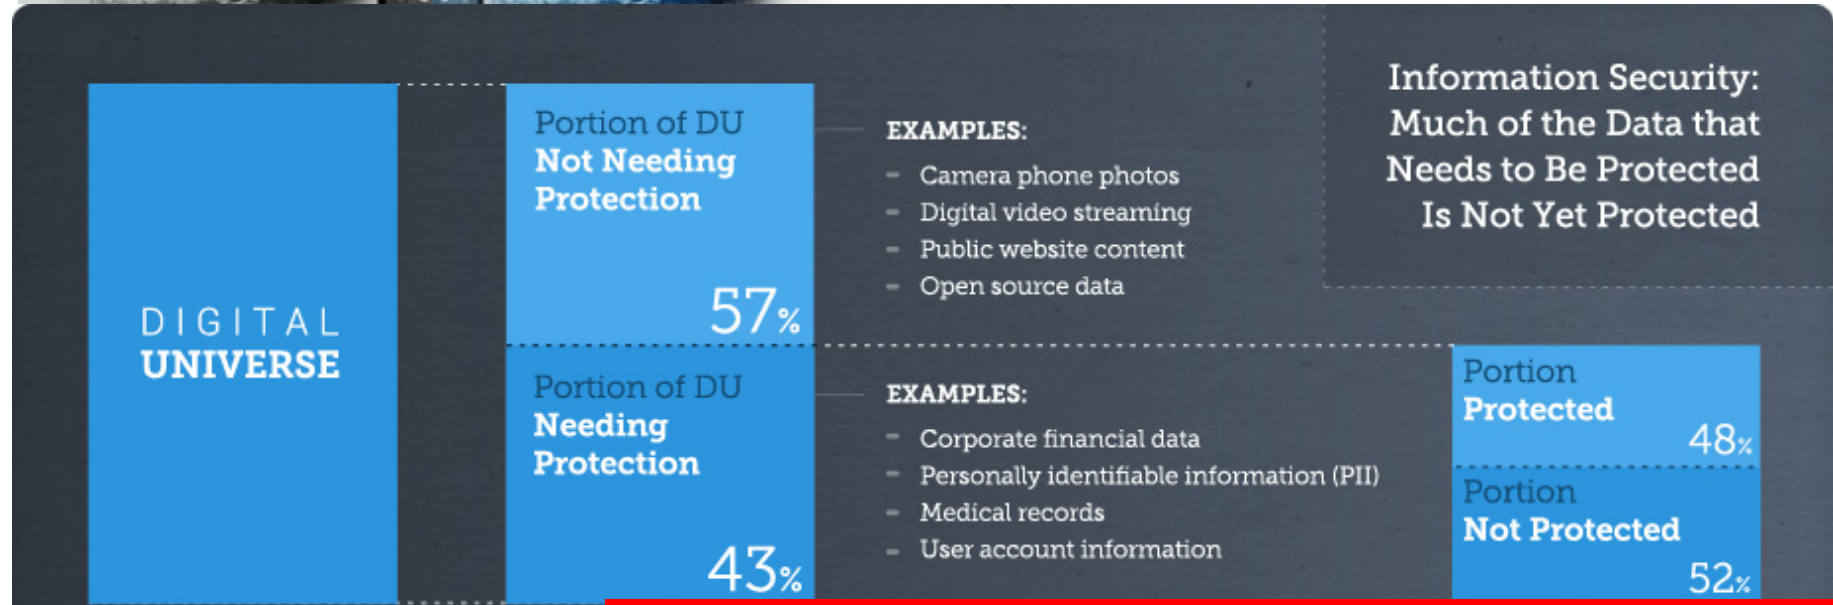 Information Security:
Much of the Data that
Needs to Be Protected
Is Not Yet Protected
DIGITAL
UNIVERSE
Portion of DU
Not Needing
Protection
57%
EXAMPLES:
- Camera phone photos
- Digital video streaming
- Public website content
- Open source data
Portion of DU
Needing
Protection
43%
EXAMPLES:
- Corporate financial data
- Personally identifiable information (PII)
- Medical records
- User account information
Portion
Protected
48%
Portion
Not Protected
52%